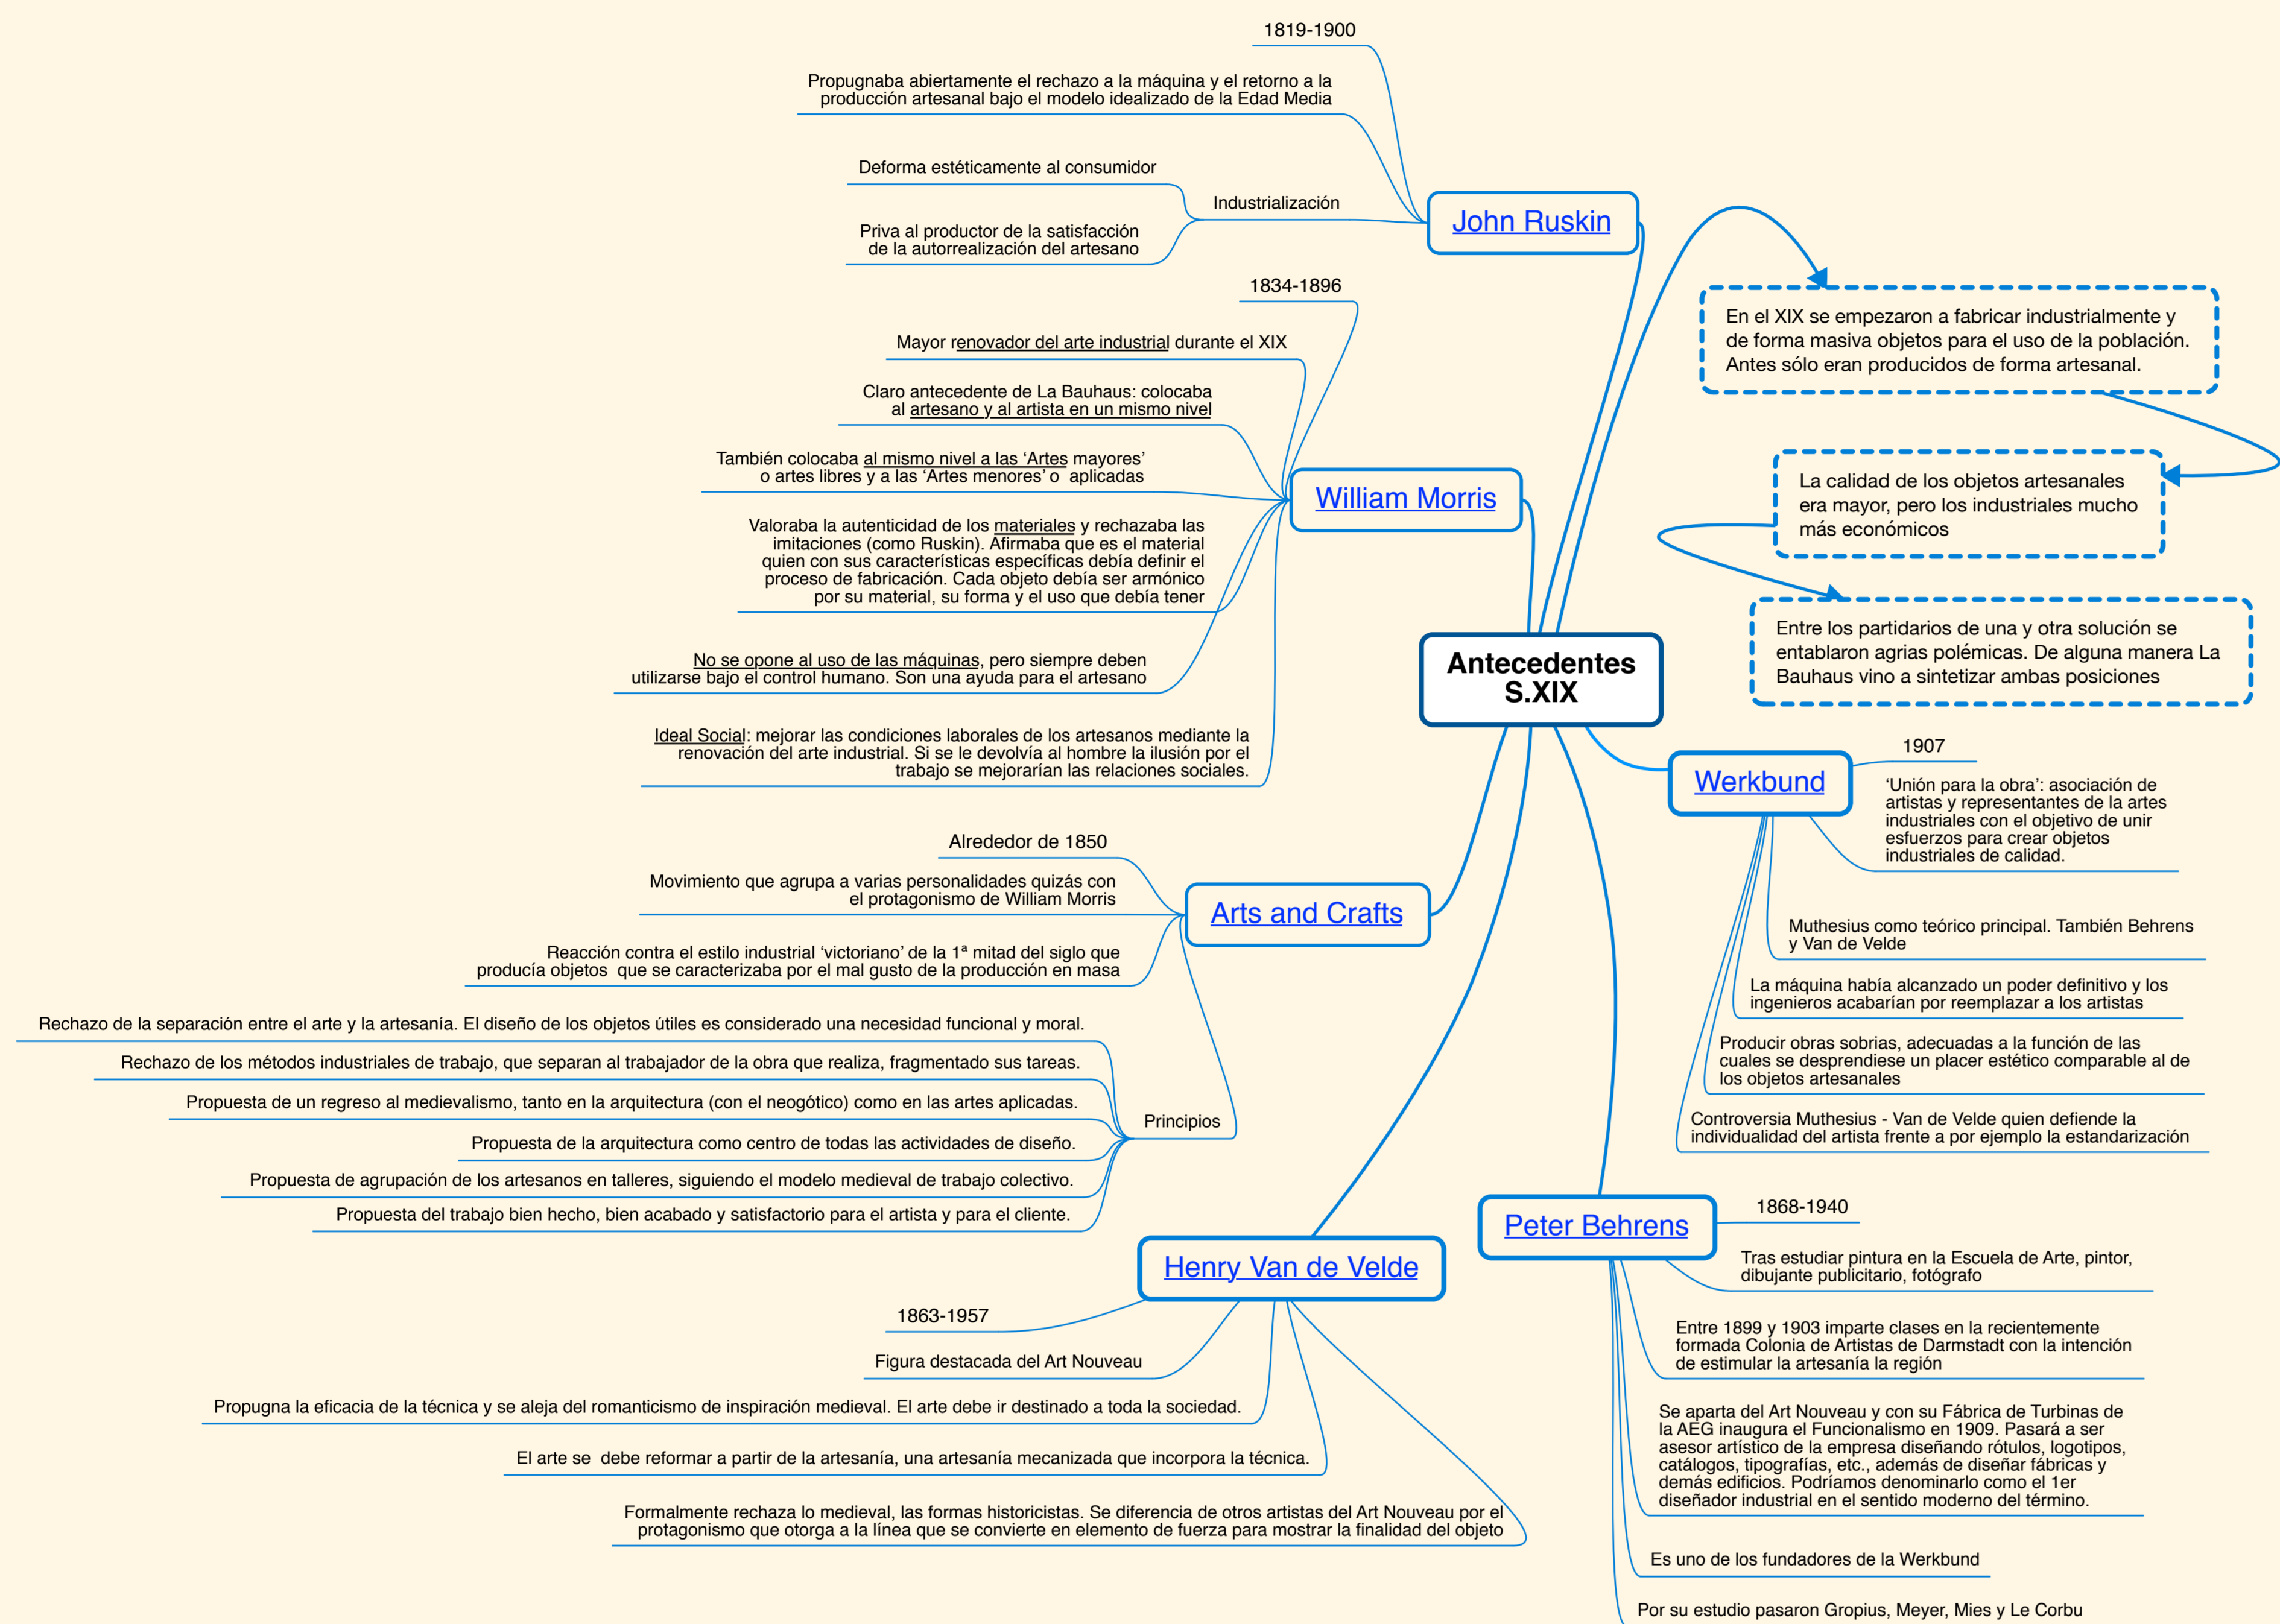 1819-1900
Propugnaba abiertamente el rechazo a la máquina y el retorno a la
producción artesanal bajo el modelo idealizado de la Edad Media
Deforma estéticamente al consumidor
Industrialización
Priva al productor de la satisfacción
de la autorrealización del artesano
John Ruskin
1834-1896
Mayor renovador del arte industrial durante el XIX
Claro antecedente de La Bauhaus: colocaba
al artesano y al artista en un mismo nivel
También colocaba al mismo nivel a las ‘Artes mayores’
o artes libres y a las ‘Artes menores’ o  aplicadas
Valoraba la autenticidad de los materiales y rechazaba las
imitaciones (como Ruskin). Afirmaba que es el material
quien con sus características específicas debía definir el
proceso de fabricación. Cada objeto debía ser armónico
por su material, su forma y el uso que debía tener
No se opone al uso de las máquinas, pero siempre deben
utilizarse bajo el control humano. Son una ayuda para el artesano
Ideal Social: mejorar las condiciones laborales de los artesanos mediante la
renovación del arte industrial. Si se le devolvía al hombre la ilusión por el
trabajo se mejorarían las relaciones sociales.
William Morris
En el XIX se empezaron a fabricar industrialmente y
de forma masiva objetos para el uso de la población.
Antes sólo eran producidos de forma artesanal.
La calidad de los objetos artesanales
era mayor, pero los industriales mucho
más económicos
Entre los partidarios de una y otra solución se
entablaron agrias polémicas. De alguna manera La
Bauhaus vino a sintetizar ambas posiciones
Antecedentes
S.XIX
Werkbund
1907
‘Unión para la obra’: asociación de
artistas y representantes de la artes
industriales con el objetivo de unir
esfuerzos para crear objetos
industriales de calidad.
Muthesius como teórico principal. También Behrens
y Van de Velde
La máquina había alcanzado un poder definitivo y los
ingenieros acabarían por reemplazar a los artistas
Producir obras sobrias, adecuadas a la función de las
cuales se desprendiese un placer estético comparable al de
los objetos artesanales
Controversia Muthesius - Van de Velde quien defiende la
individualidad del artista frente a por ejemplo la estandarización
Alrededor de 1850
Movimiento que agrupa a varias personalidades quizás con
el protagonismo de William Morris
Reacción contra el estilo industrial ‘victoriano’ de la 1ª mitad del siglo que
producía objetos  que se caracterizaba por el mal gusto de la producción en masa
Arts and Crafts
Rechazo de la separación entre el arte y la artesanía. El diseño de los objetos útiles es considerado una necesidad funcional y moral.
Rechazo de los métodos industriales de trabajo, que separan al trabajador de la obra que realiza, fragmentado sus tareas.
Propuesta de un regreso al medievalismo, tanto en la arquitectura (con el neogótico) como en las artes aplicadas.
Principios
Propuesta de la arquitectura como centro de todas las actividades de diseño.
Propuesta de agrupación de los artesanos en talleres, siguiendo el modelo medieval de trabajo colectivo.
Propuesta del trabajo bien hecho, bien acabado y satisfactorio para el artista y para el cliente.
Henry Van de Velde
1863-1957
Figura destacada del Art Nouveau
Propugna la eficacia de la técnica y se aleja del romanticismo de inspiración medieval. El arte debe ir destinado a toda la sociedad.
El arte se  debe reformar a partir de la artesanía, una artesanía mecanizada que incorpora la técnica.
Formalmente rechaza lo medieval, las formas historicistas. Se diferencia de otros artistas del Art Nouveau por el
protagonismo que otorga a la línea que se convierte en elemento de fuerza para mostrar la finalidad del objeto
Peter Behrens
1868-1940
Tras estudiar pintura en la Escuela de Arte, pintor,
dibujante publicitario, fotógrafo
Entre 1899 y 1903 imparte clases en la recientemente
formada Colonia de Artistas de Darmstadt con la intención
de estimular la artesanía la región
Se aparta del Art Nouveau y con su Fábrica de Turbinas de
la AEG inaugura el Funcionalismo en 1909. Pasará a ser
asesor artístico de la empresa diseñando rótulos, logotipos,
catálogos, tipografías, etc., además de diseñar fábricas y
demás edificios. Podríamos denominarlo como el 1er
diseñador industrial en el sentido moderno del término.
Es uno de los fundadores de la Werkbund
Por su estudio pasaron Gropius, Meyer, Mies y Le Corbu